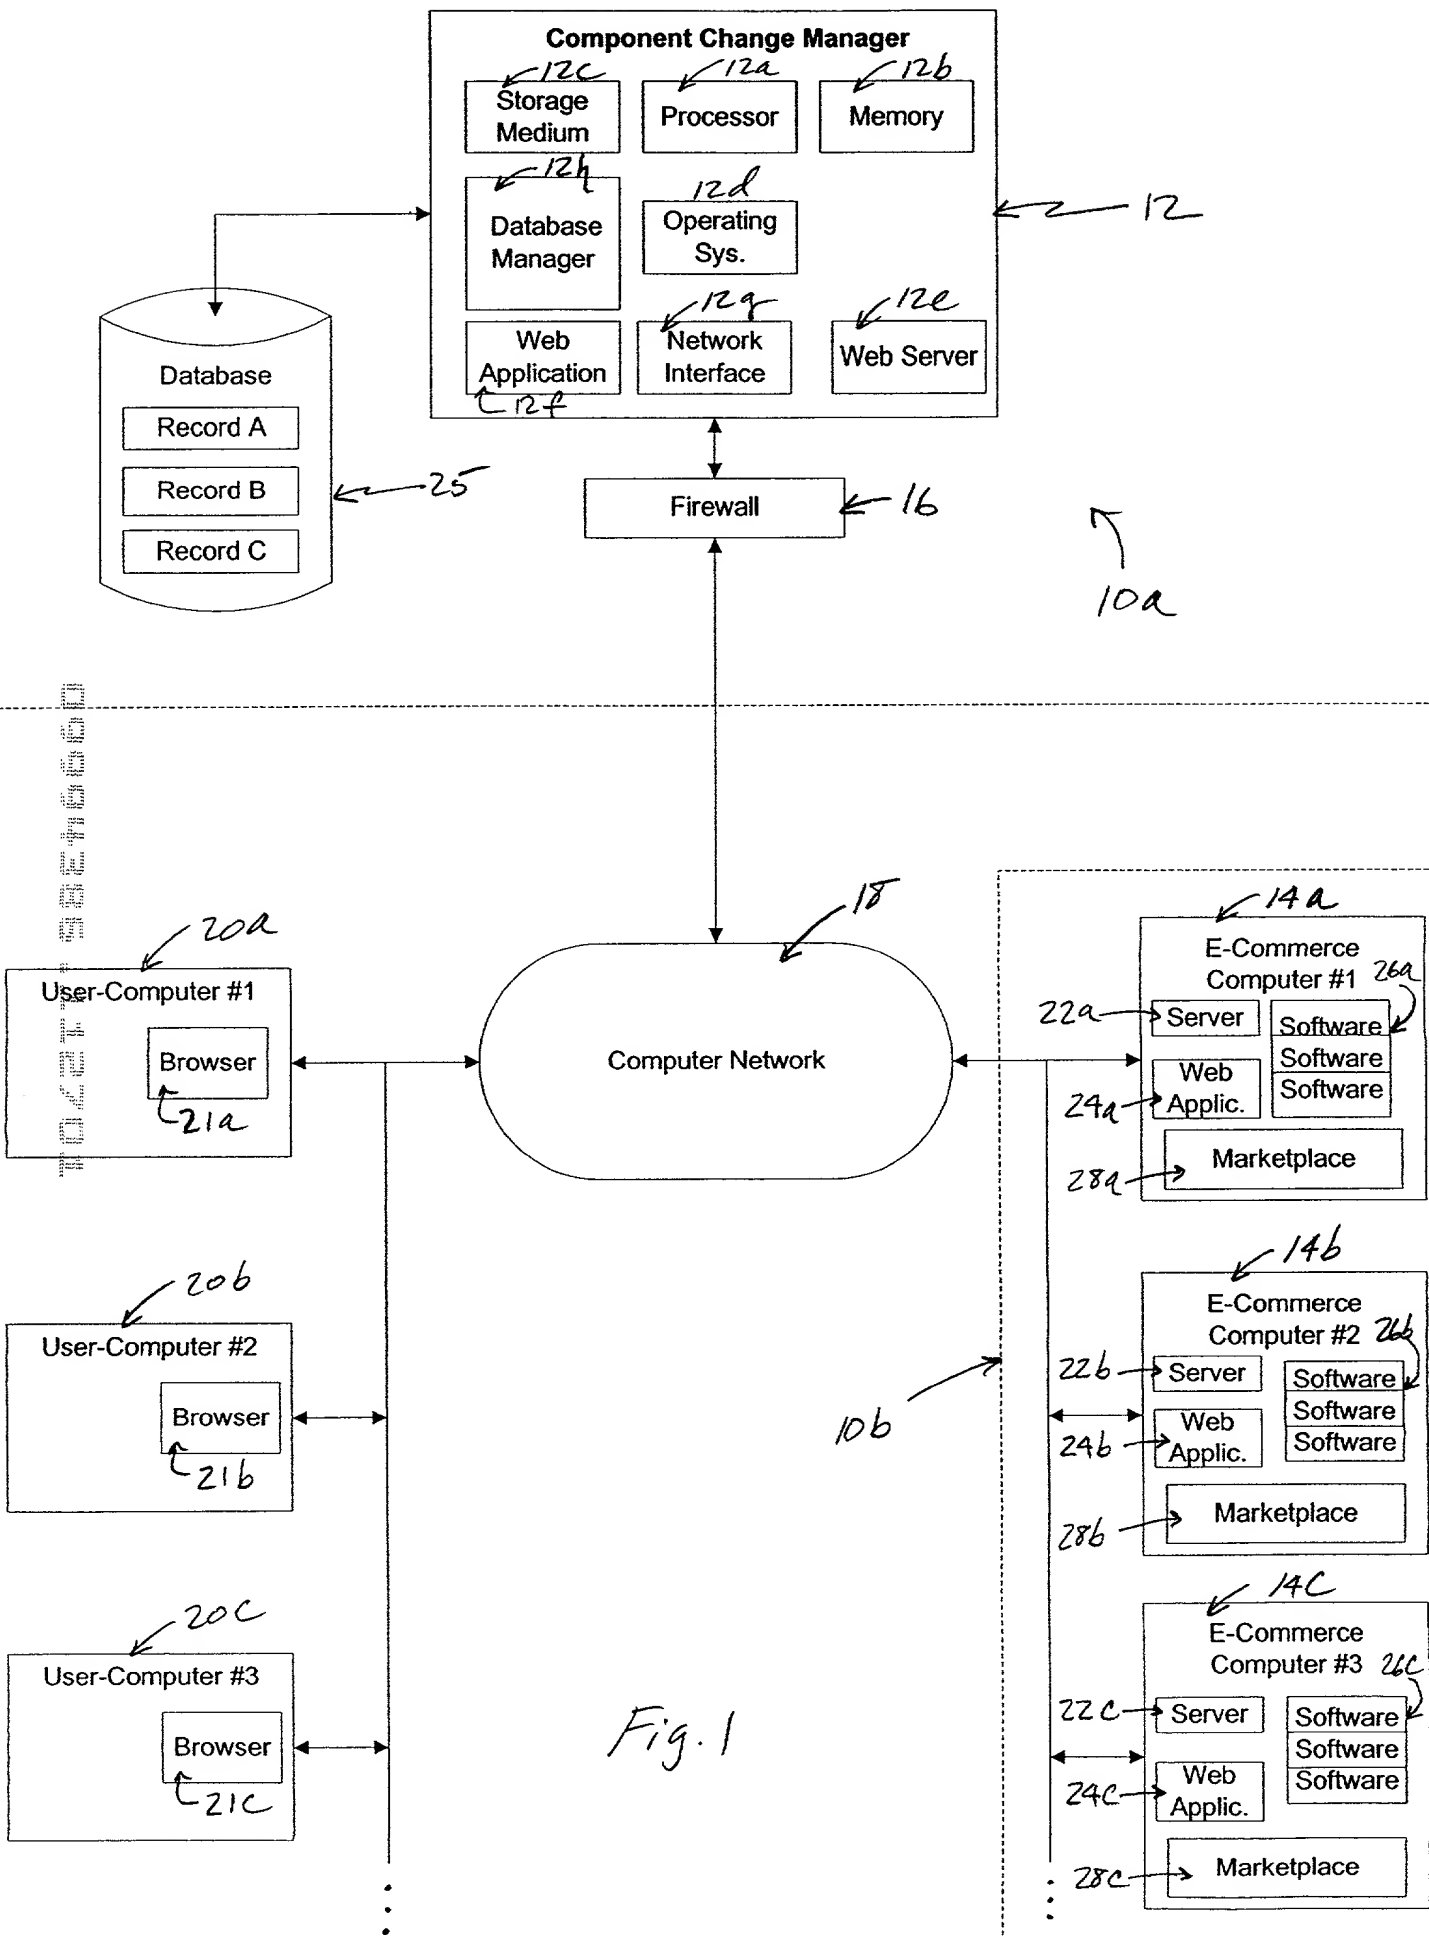 Component Change Manager
12c
12a
12b
Storage
Medium
Processor
Memory
12h
12d
Database
Manager
Operating
Sys.
12
12g
12e
Web
Application
Network
Interface
Web Server
12f
Database
Record A
Record B
Record C
25
Firewall
16
10a
18
Computer Network
20a
User-Computer #1
Browser
21a
20b
User-Computer #2
Browser
21b
20c
User-Computer #3
Browser
21c
10b
14a
E-Commerce
Computer #1
26a
22a
Server
Software
Software
Software
24a
Web
Applic.
28a
Marketplace
14b
E-Commerce
Computer #2
26b
22b
Server
Software
Software
Software
24b
Web
Applic.
28b
Marketplace
14c
E-Commerce
Computer #3
26c
22c
Server
Software
Software
Software
24c
Web
Applic.
28c
Marketplace
Fig. 1